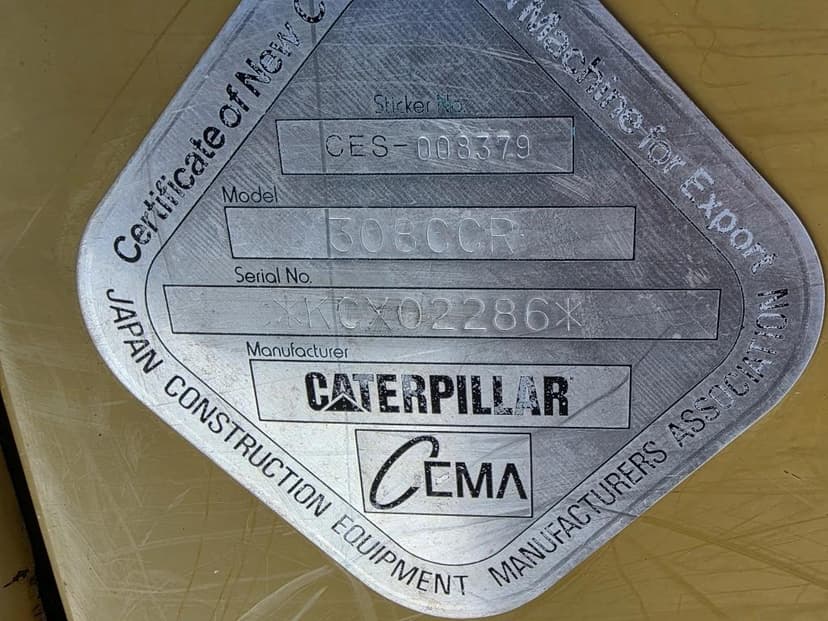 Certificate of New C
n Machine for Export
Sticker No.
CES-008379
Model
308CCR
Serial No.
*KCX02286*
Manufacturer
CATERPILLAR
CEMA
JAPAN CONSTRUCTION EQUIPMENT MANUFACTURERS ASSOCIATION